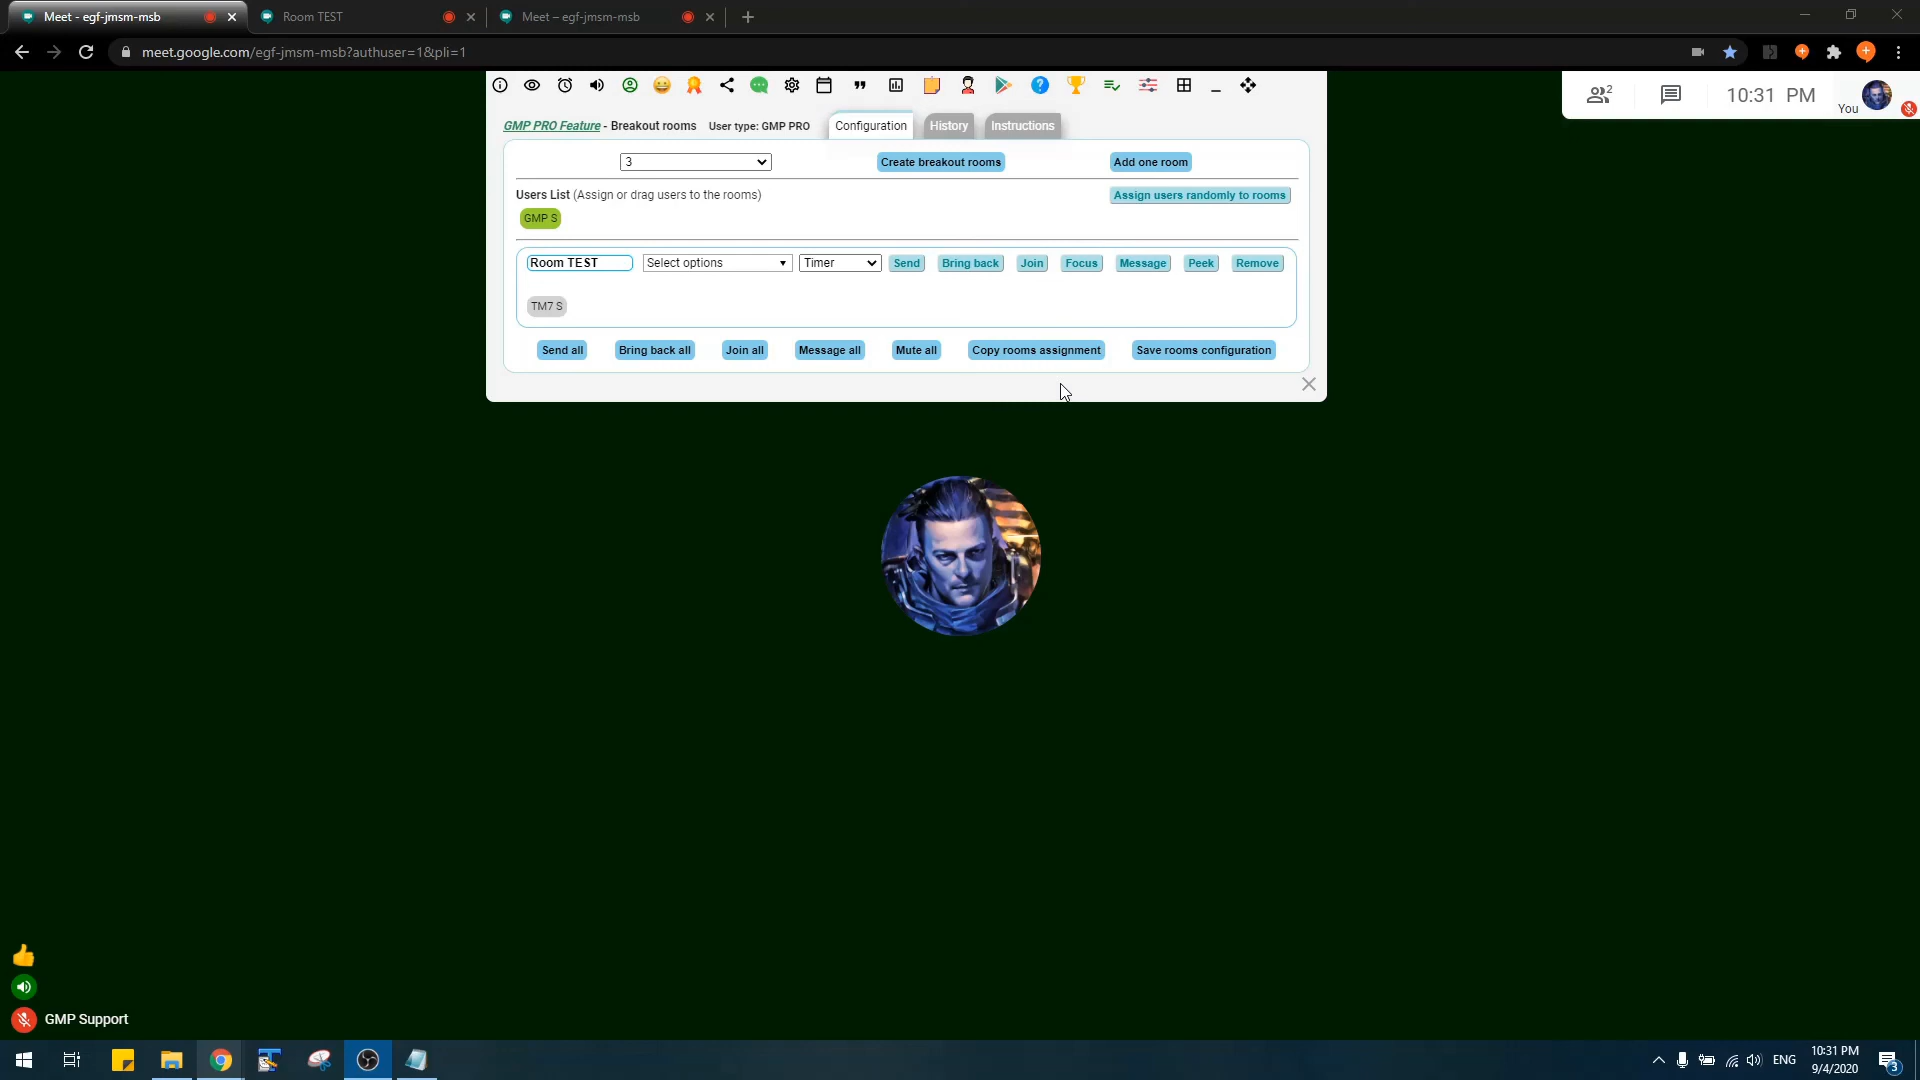 Meet - egf-jmsm-msb
Room TEST
Meet – egf-jmsm-msb
meet.google.com/egf-jmsm-msb?authuser=1&pli=1
2
10:31 PM
You
GMP PRO Feature - Breakout rooms User type: GMP PRO
Configuration
History
Instructions
3
Create breakout rooms
Add one room
Users List (Assign or drag users to the rooms)
Assign users randomly to rooms
GMP S
Room TEST
Select options
Timer
Send
Bring back
Join
Focus
Message
Peek
Remove
TM7 S
Send all
Bring back all
Join all
Message all
Mute all
Copy rooms assignment
Save rooms configuration
GMP Support
ENG
10:31 PM
9/4/2020
3